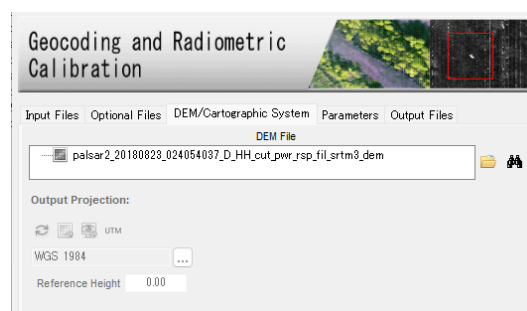 Geocoding and Radiometric
Calibration
Input Files Optional Files DEM/Cartographic System Parameters Output Files
DEM File
palsar2_20180823_024054037_D_HH_cut_pwr_rsp_fil_srtm3_dem
Output Projection:
UTM
WGS 1984
...
Reference Height 0.00